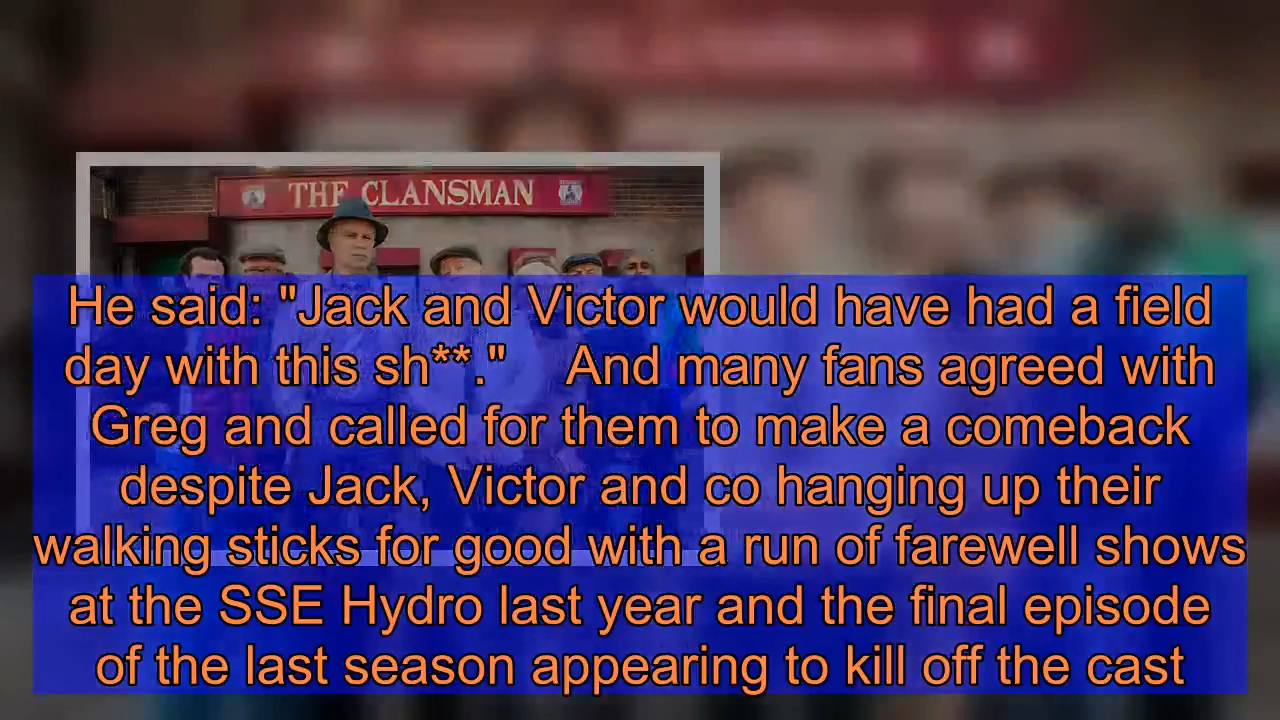 THE CLANSMAN
He said: "Jack and Victor would have had a field
day with this sh**." And many fans agreed with
Greg and called for them to make a comeback
despite Jack, Victor and co hanging up their
walking sticks for good with a run of farewell shows
at the SSE Hydro last year and the final episode
of the last season appearing to kill off the cast